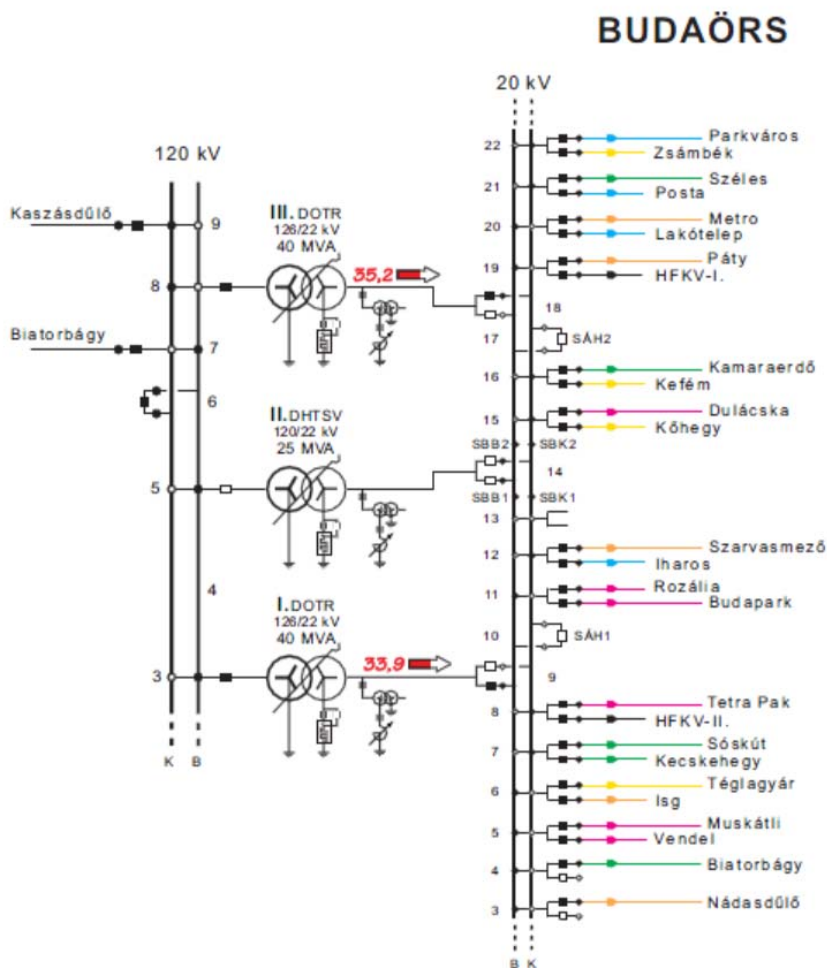 BUDAÖRS
20 kV
120 kV
Kaszásdűlő
9
8
Biatorbágy
7
6
5
4
3
K B
III. DOTR
126/22 kV
40 MVA
35,2
II. DHTSV
120/22 kV
25 MVA
I. DOTR
126/22 kV
40 MVA
33,9
22
Parkváros
Zsámbék
21
Széles
Posta
20
Metro
Lakótelep
19
Páty
HFKV-I.
18
17
SÁH2
16
Kamaraerdő
Kefém
15
Dulácska
Kőhegy
SBB2 SBK2
14
SBB1 SBK1
13
12
Szarvasmező
Iharos
11
Rozália
Budapark
10
SÁH1
9
8
Tetra Pak
HFKV-II.
7
Sóskút
Kecskehegy
6
Téglagyár
Isg
5
Muskátli
Vendel
4
Biatorbágy
3
Nádasdűlő
B K